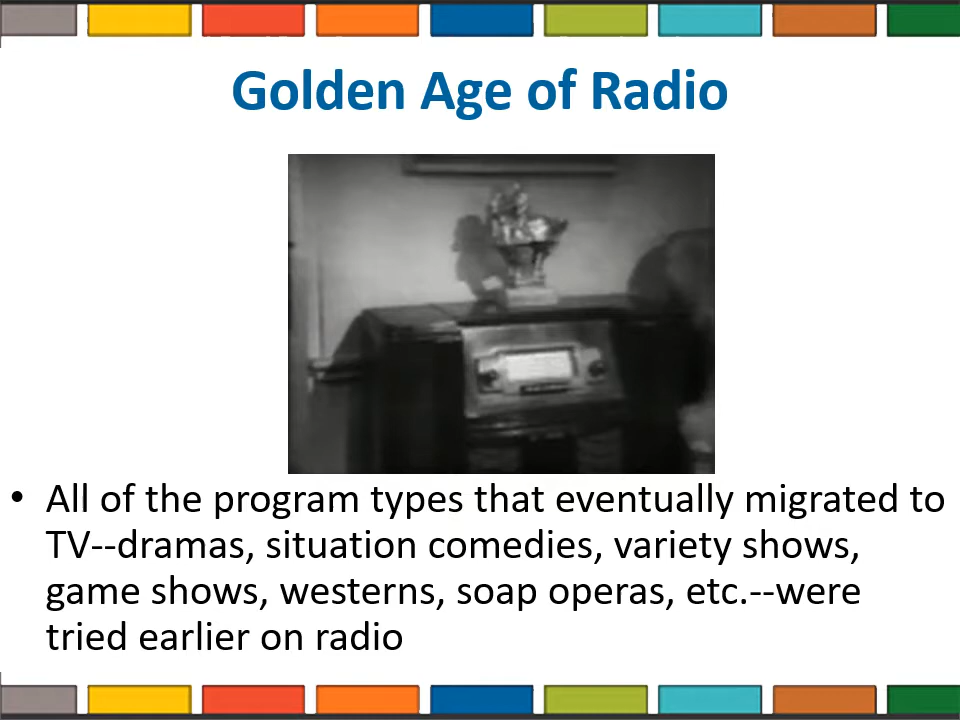 Golden Age of Radio
• All of the program types that eventually migrated to
TV--dramas, situation comedies, variety shows,
game shows, westerns, soap operas, etc.--were
tried earlier on radio